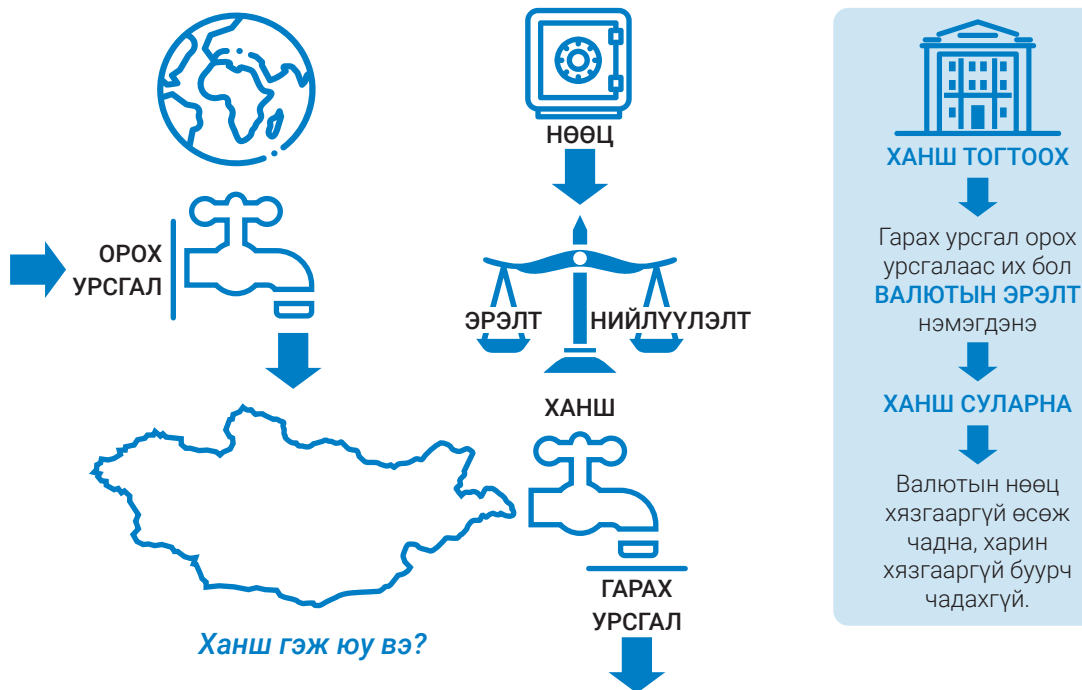 ОРОХ
УРСГАЛ
НӨӨЦ
ЭРЭЛТ
НИЙЛҮҮЛЭЛТ
ХАНШ
ГАРАХ
УРСГАЛ
Ханш гэж юу вэ?
ХАНШ ТОГТООХ
Гарах урсгал орох
урсгалаас их бол
ВАЛЮТЫН ЭРЭЛТ
нэмэгдэнэ
ХАНШ СУЛАРНА
Валютын нөөц
хязгааргүй өсөж
чадна, харин
хязгааргүй буурч
чадахгүй.